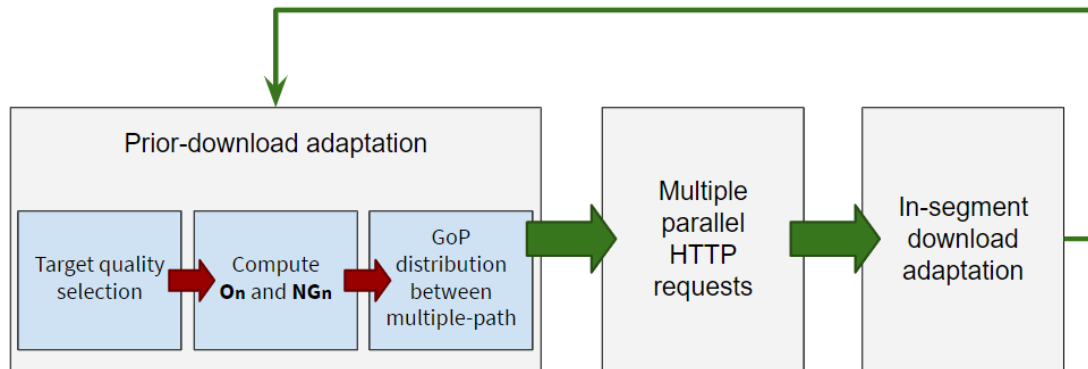 Prior-download adaptation
Target quality
selection
Compute
On and NGn
GoP
distribution
between
multiple-path
Multiple
parallel
HTTP
requests
In-segment
download
adaptation